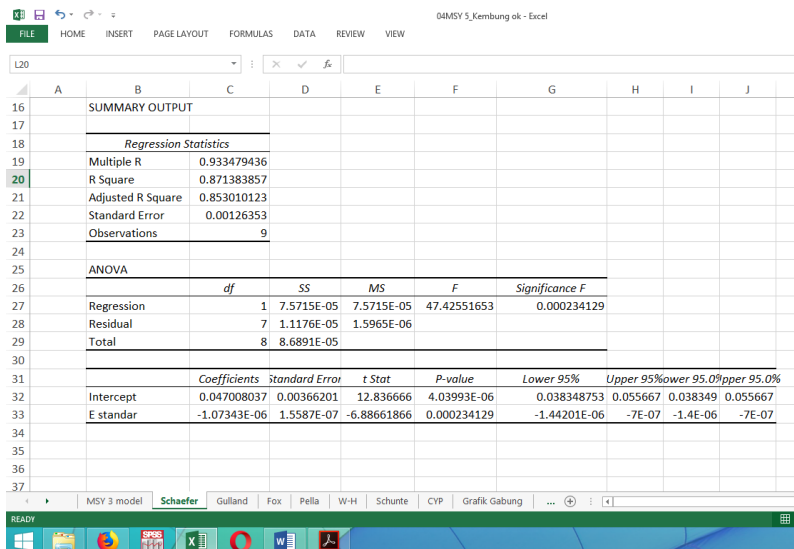 04MSY 5_Kembung ok - Excel
FILE HOME INSERT PAGE LAYOUT FORMULAS DATA REVIEW VIEW
L20 fx
A B C D E F G H I J
16 SUMMARY OUTPUT
17
18 Regression Statistics
19 Multiple R 0.933479436
20 R Square 0.871383857
21 Adjusted R Square 0.853010123
22 Standard Error 0.00126353
23 Observations 9
24
25 ANOVA
26 df SS MS F Significance F
27 Regression 1 7.5715E-05 7.5715E-05 47.42551653 0.000234129
28 Residual 7 1.1176E-05 1.5965E-06
29 Total 8 8.6891E-05
30
31 Coefficients Standard Error t Stat P-value Lower 95% Upper 95% ower 95.0% pper 95.0%
32 Intercept 0.047008037 0.00366201 12.836666 4.03993E-06 0.038348753 0.055667 0.038349 0.055667
33 E standar -1.07343E-06 1.5587E-07 -6.88661866 0.000234129 -1.44201E-06 -7E-07 -1.4E-06 -7E-07
34
35
36
37
MSY 3 model Schaefer Gulland Fox Pella W-H Schunte CYP Grafik Gabung ...
READY
SPSS